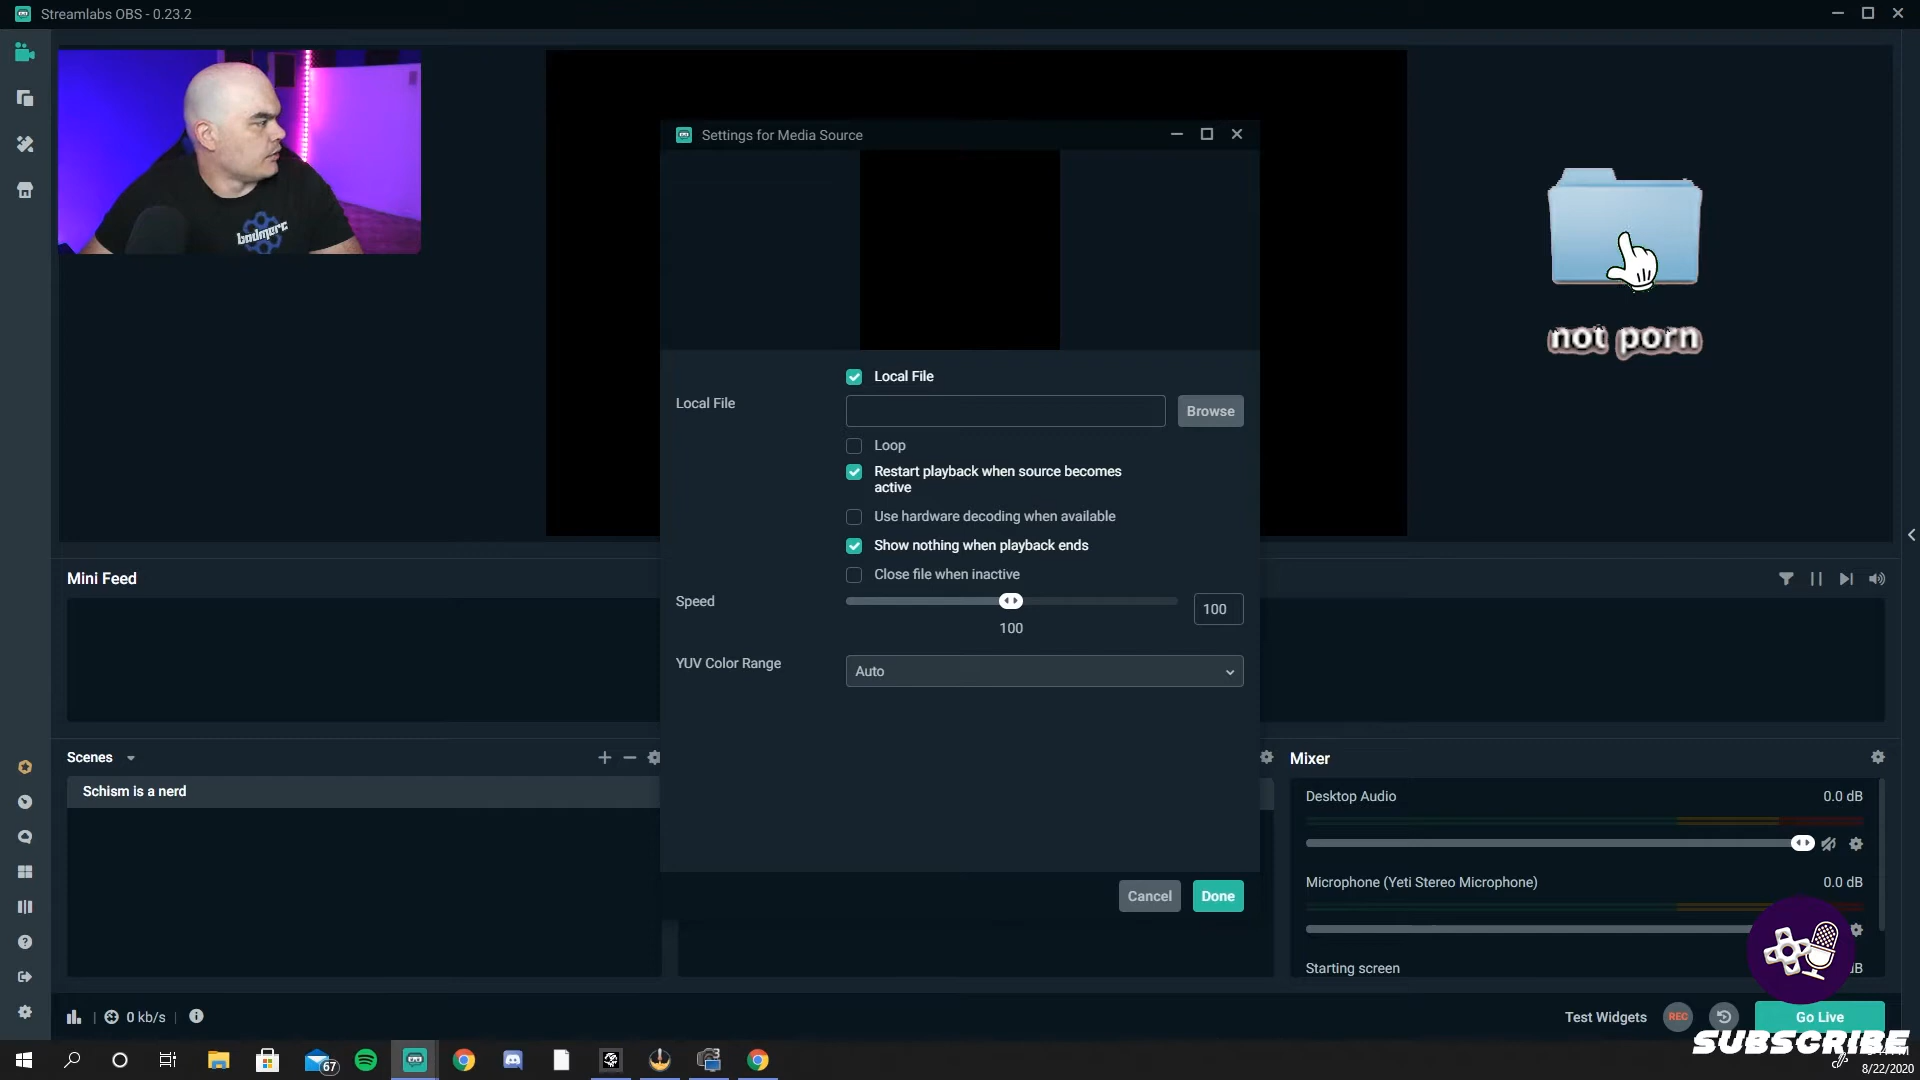 Streamlabs OBS - 0.23.2
bodmerc
Settings for Media Source
not porn
Local File
Local File
Browse
Loop
Restart playback when source becomes
active
Use hardware decoding when available
Show nothing when playback ends
Close file when inactive
Speed
100
100
YUV Color Range
Auto
Mini Feed
Scenes
Schism is a nerd
Mixer
Desktop Audio
0.0 dB
Microphone (Yeti Stereo Microphone)
0.0 dB
Starting screen
dB
Cancel
Done
0 kb/s
Test Widgets
REC
Go Live
SUBSCRIBE
67
8/22/2020